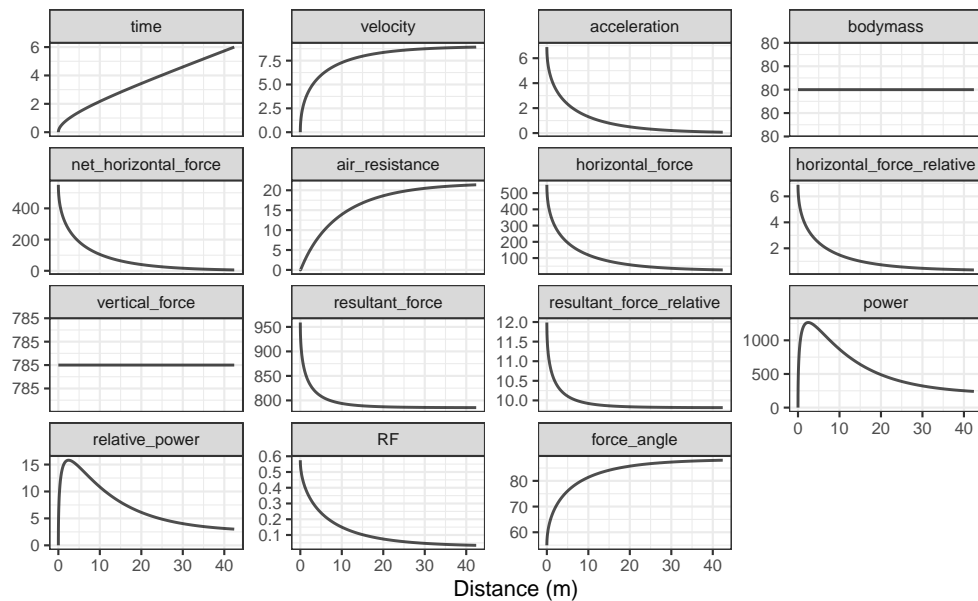 time velocity acceleration bodymass
6 4 2 0
7.5 5.0 2.5 0.0
6 4 2 0
80 80 80 80 80
net_horizontal_force air_resistance horizontal_force horizontal_force_relative
400 200 0
20 15 10 5 0
500 400 300 200 100
6 4 2
vertical_force resultant_force resultant_force_relative power
785 785 785 785
950 900 850 800
12.0 11.5 11.0 10.5 10.0
1000 500 0
0 10 20 30 40
relative_power RF force_angle
15 10 5 0
0.6 0.5 0.4 0.3 0.2 0.1
80 70 60
0 10 20 30 40 0 10 20 30 40 0 10 20 30 40
Distance (m)